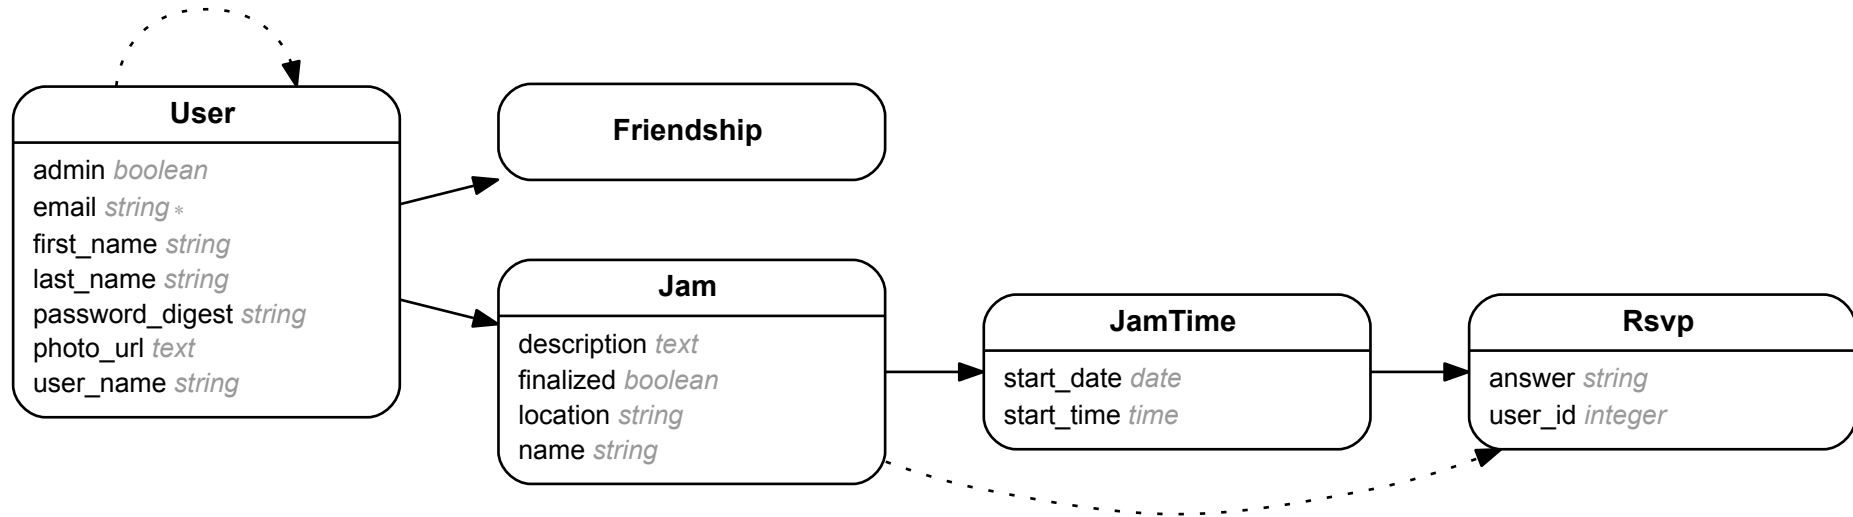 User
admin boolean
email string *
first_name string
last_name string
password_digest string
photo_url text
user_name string
Friendship
Jam
description text
finalized boolean
location string
name string
JamTime
start_date date
start_time time
Rsvp
answer string
user_id integer